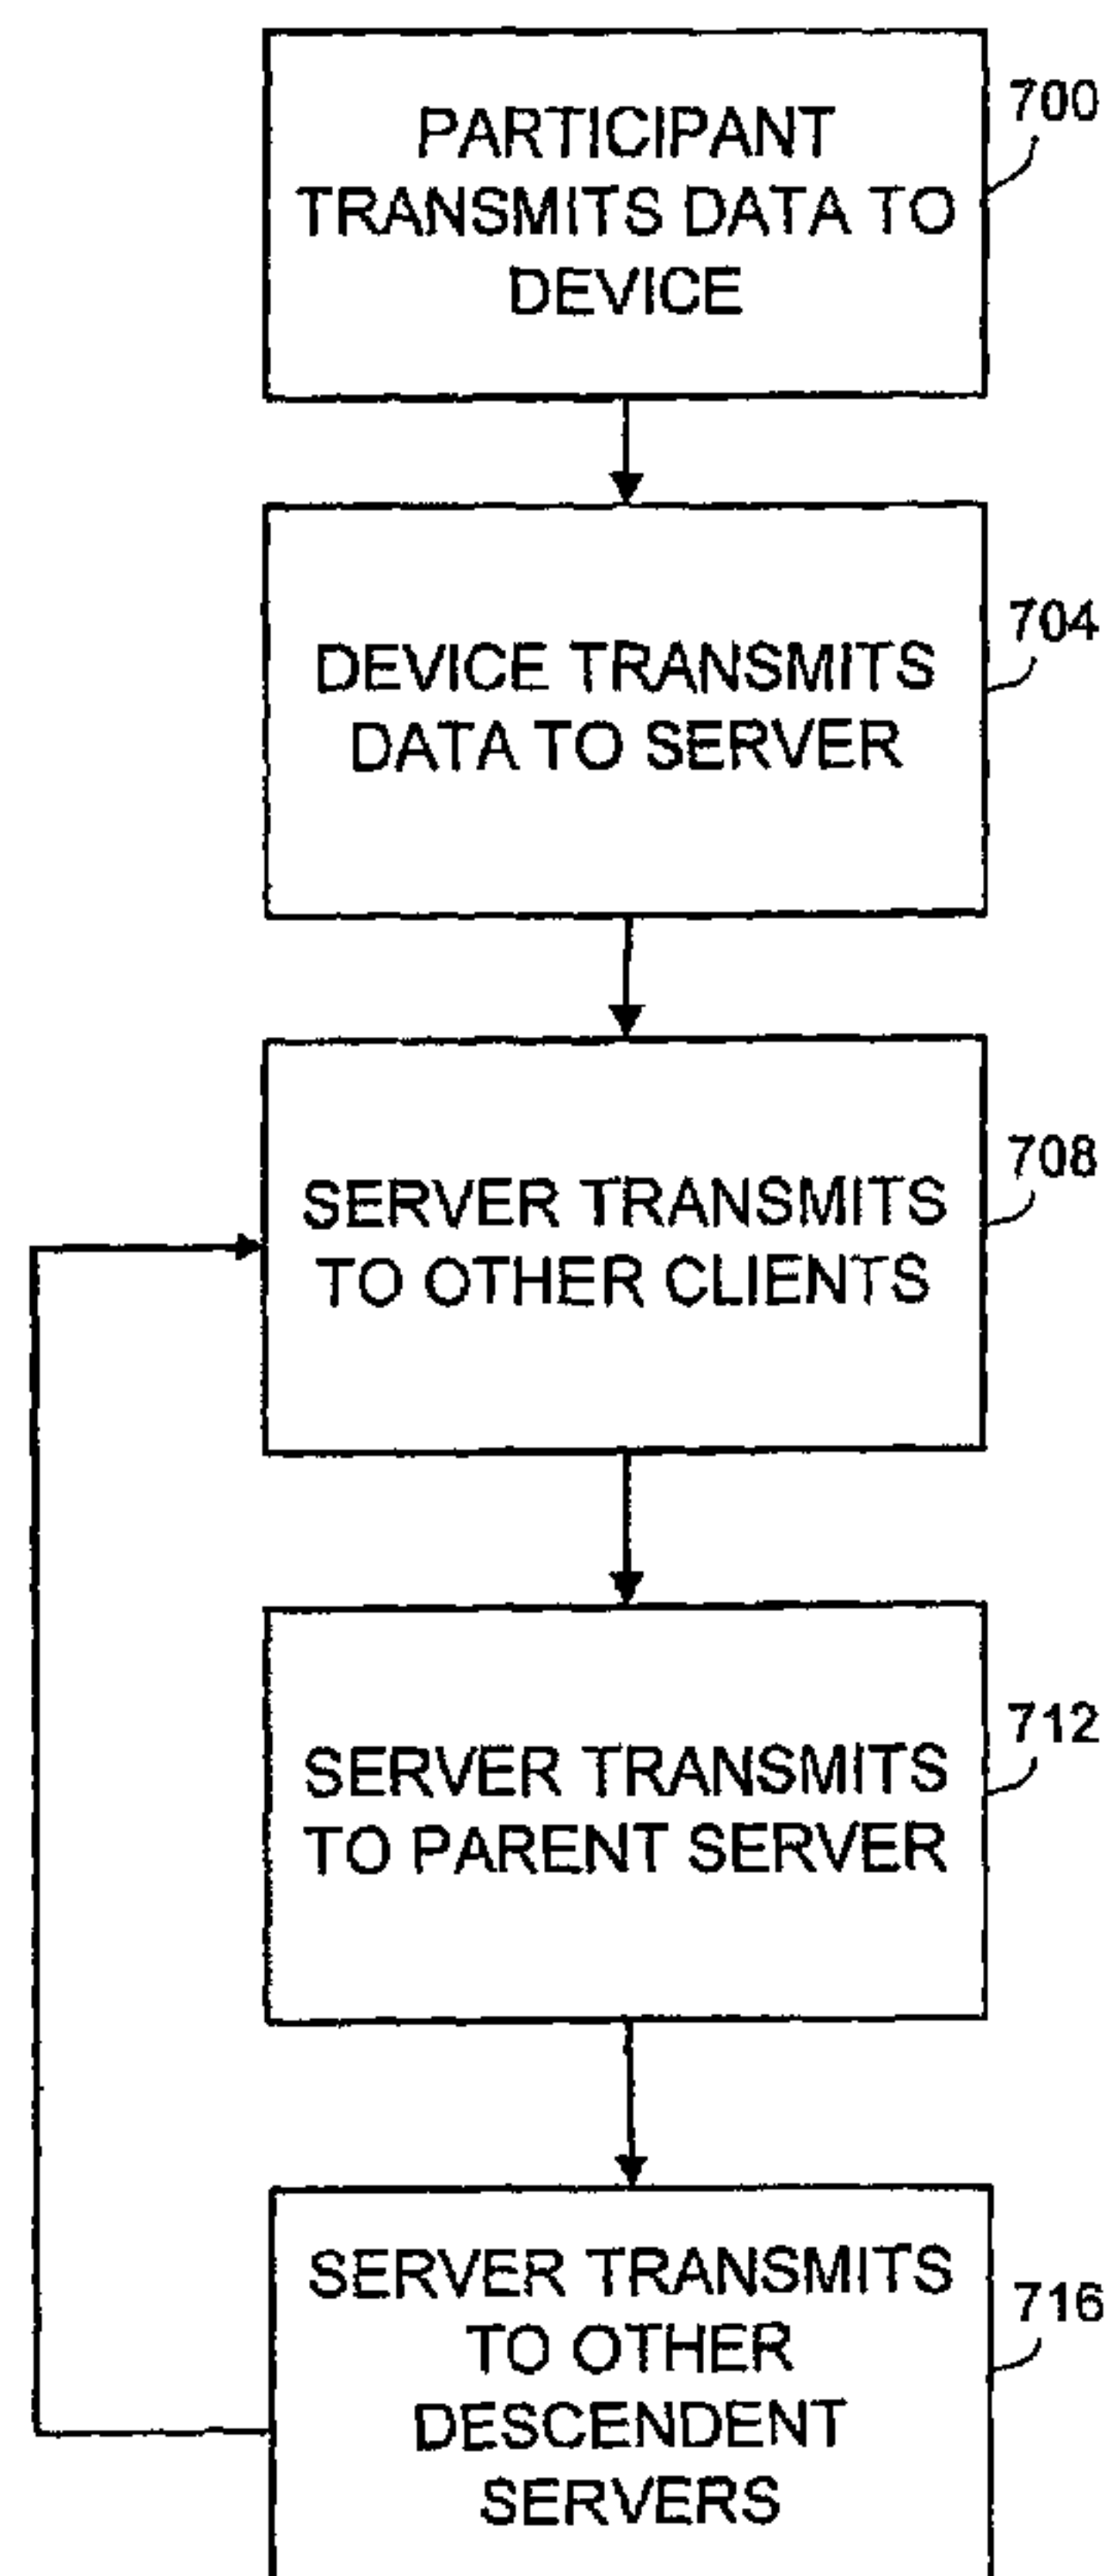 PARTICIPANT
TRANSMITS DATA TO
DEVICE
700
DEVICE TRANSMITS
DATA TO SERVER
704
SERVER TRANSMITS
TO OTHER CLIENTS
708
SERVER TRANSMITS
TO PARENT SERVER
712
SERVER TRANSMITS
TO OTHER
DESCENDENT
SERVERS
716